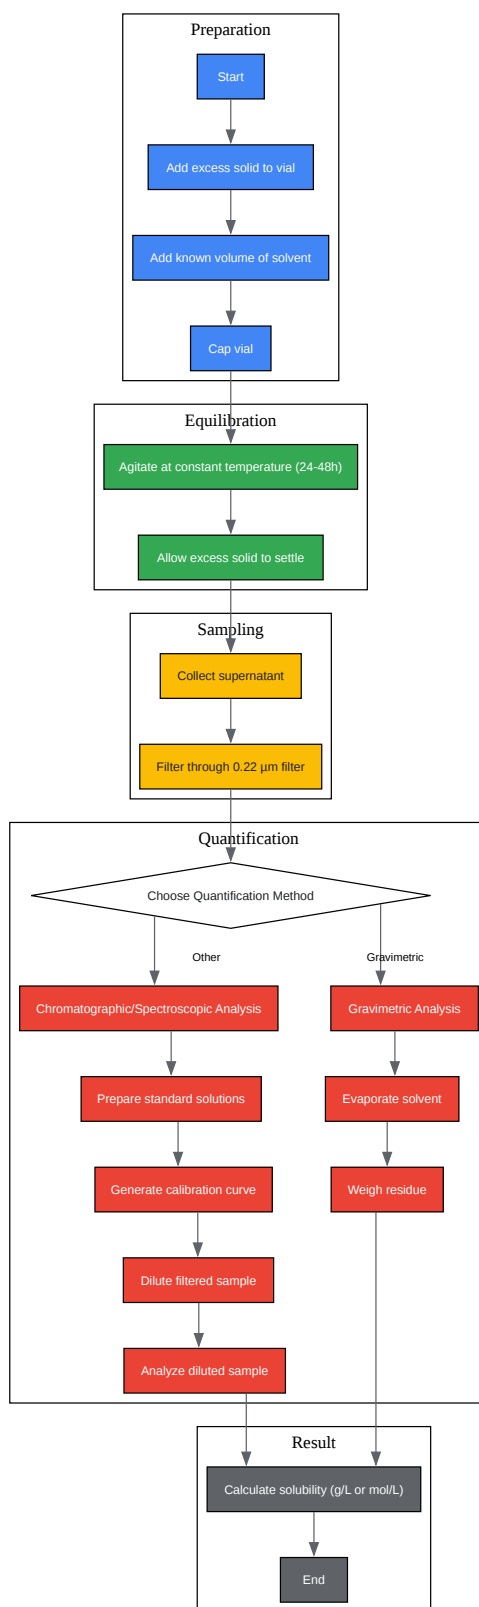 Preparation
Start
Add excess solid to vial
Add known volume of solvent
Cap vial
Equilibration
Agitate at constant temperature (24-48h)
Allow excess solid to settle
Sampling
Collect supernatant
Filter through 0.22 µm filter
Quantification
Choose Quantification Method
Other
Gravimetric
Chromatographic/Spectroscopic Analysis
Gravimetric Analysis
Prepare standard solutions
Evaporate solvent
Generate calibration curve
Weigh residue
Dilute filtered sample
Analyze diluted sample
Result
Calculate solubility (g/L or mol/L)
End